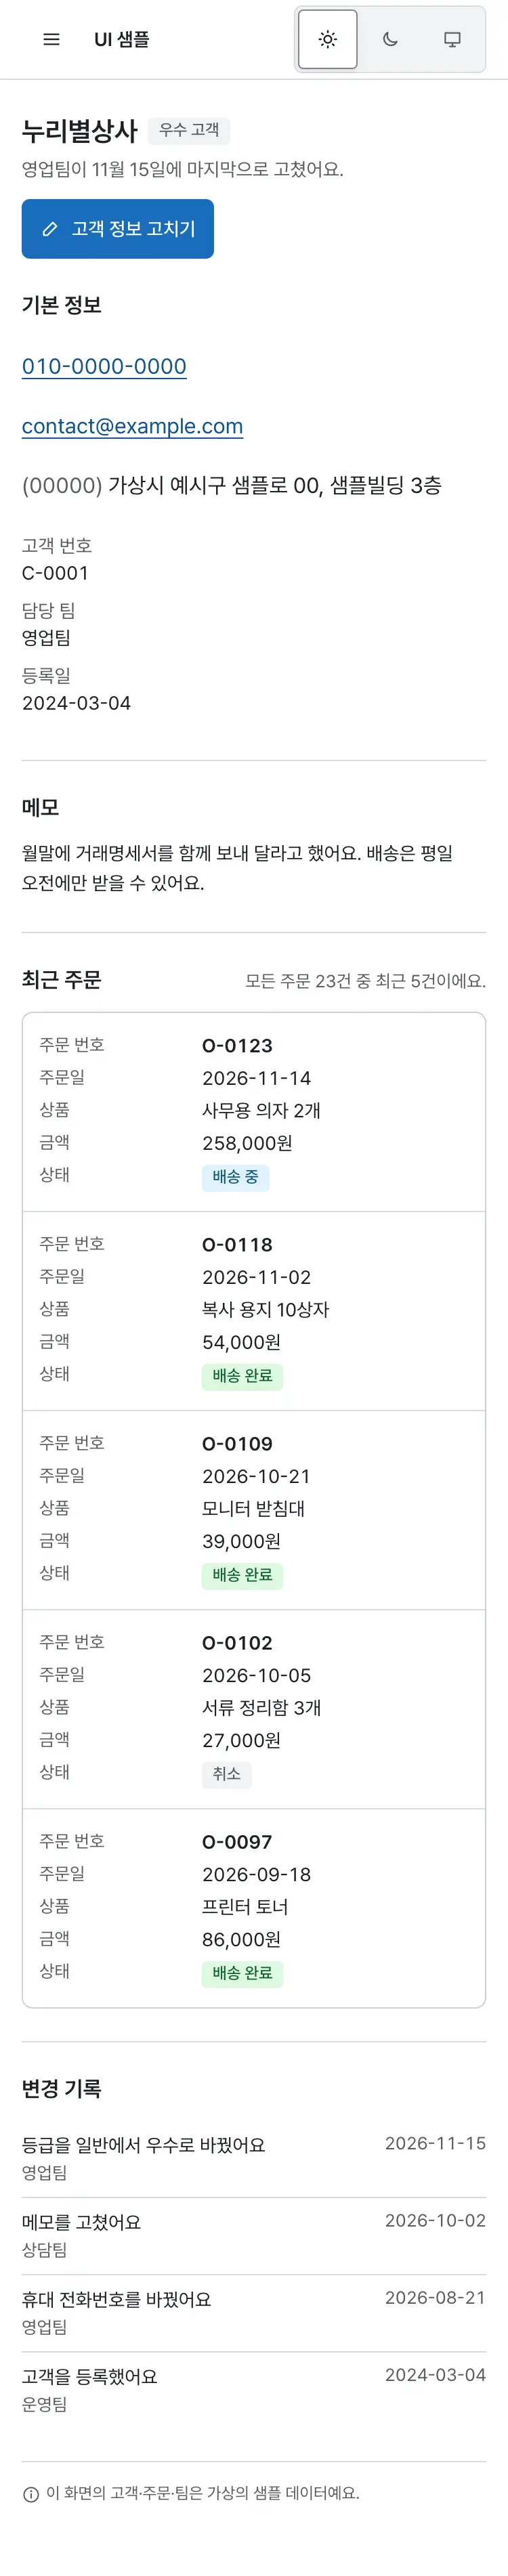 UI 샘플
누리별상사 우수 고객
영업팀이 11월 15일에 마지막으로 고쳤어요.
고객 정보 고치기
기본 정보
010-0000-0000
contact@example.com
(00000) 가상시 예시구 샘플로 00, 샘플빌딩 3층
고객 번호
C-0001
담당 팀
영업팀
등록일
2024-03-04
메모
월말에 거래명세서를 함께 보내 달라고 했어요. 배송은 평일
오전에만 받을 수 있어요.
최근 주문 모든 주문 23건 중 최근 5건이에요.
주문 번호 O-0123
주문일 2026-11-14
상품 사무용 의자 2개
금액 258,000원
상태 배송 중
주문 번호 O-0118
주문일 2026-11-02
상품 복사 용지 10상자
금액 54,000원
상태 배송 완료
주문 번호 O-0109
주문일 2026-10-21
상품 모니터 받침대
금액 39,000원
상태 배송 완료
주문 번호 O-0102
주문일 2026-10-05
상품 서류 정리함 3개
금액 27,000원
상태 취소
주문 번호 O-0097
주문일 2026-09-18
상품 프린터 토너
금액 86,000원
상태 배송 완료
변경 기록
등급을 일반에서 우수로 바꿨어요 2026-11-15
영업팀
메모를 고쳤어요 2026-10-02
상담팀
휴대 전화번호를 바꿨어요 2026-08-21
영업팀
고객을 등록했어요 2024-03-04
운영팀
이 화면의 고객·주문·팀은 가상의 샘플 데이터예요.